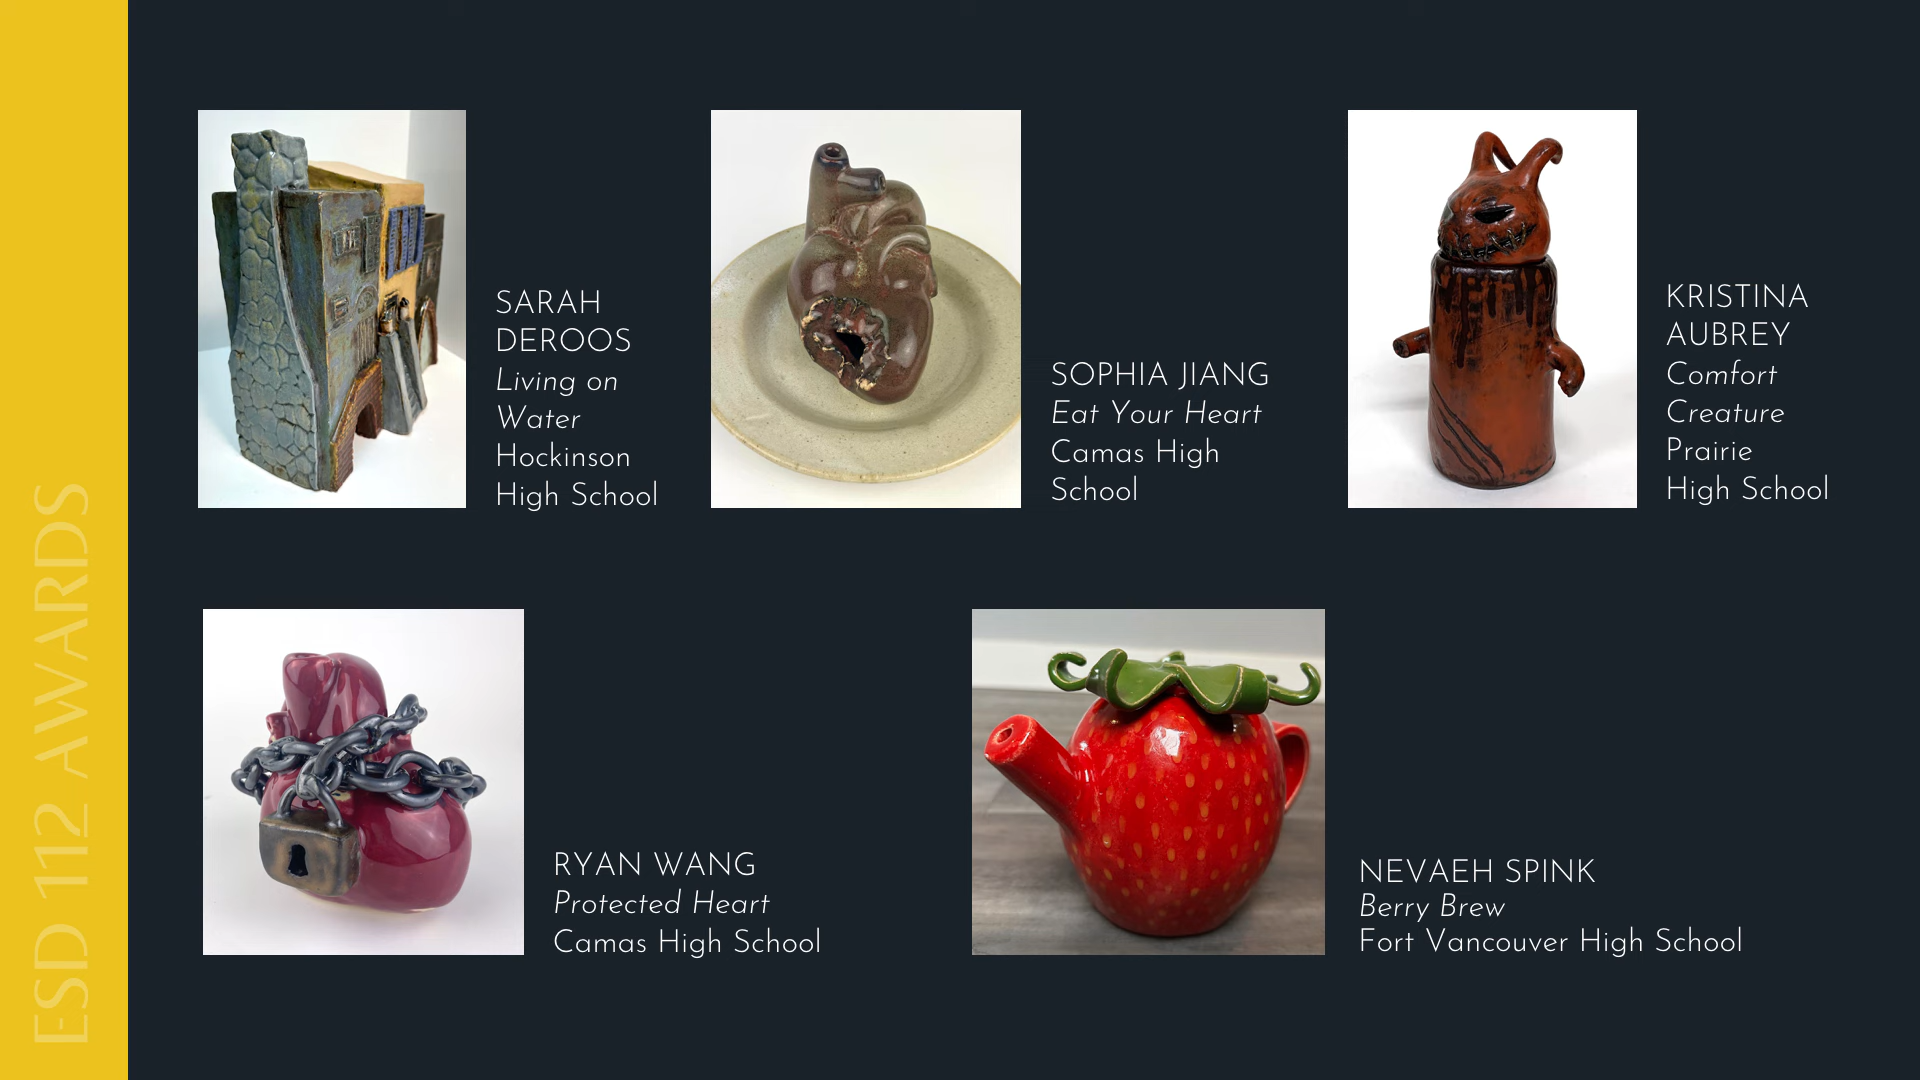 ESD 112 AWARDS
SARAH
DEROOS
Living on
Water
Hockinson
High School
SOPHIA JIANG
Eat Your Heart
Camas High
School
KRISTINA
AUBREY
Comfort
Creature
Prairie
High School
RYAN WANG
Protected Heart
Camas High School
NEVAEH SPINK
Berry Brew
Fort Vancouver High School